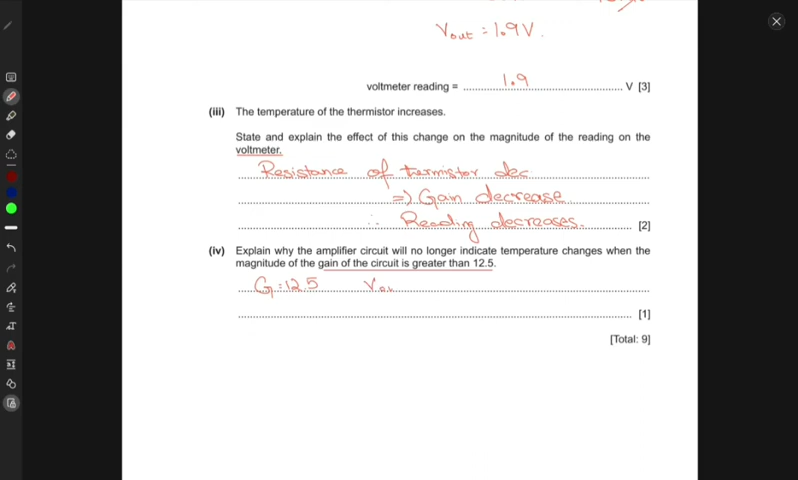 Vout = 1.9V.
voltmeter reading = 1.9 V [3]
(iii) The temperature of the thermistor increases.
State and explain the effect of this change on the magnitude of the reading on the
voltmeter.
Resistance of thermistor dec
=> Gain decrease
∴ Reading decreases. [2]
(iv) Explain why the amplifier circuit will no longer indicate temperature changes when the
magnitude of the gain of the circuit is greater than 12.5.
G = 12.5 Vou
[1]
[Total: 9]